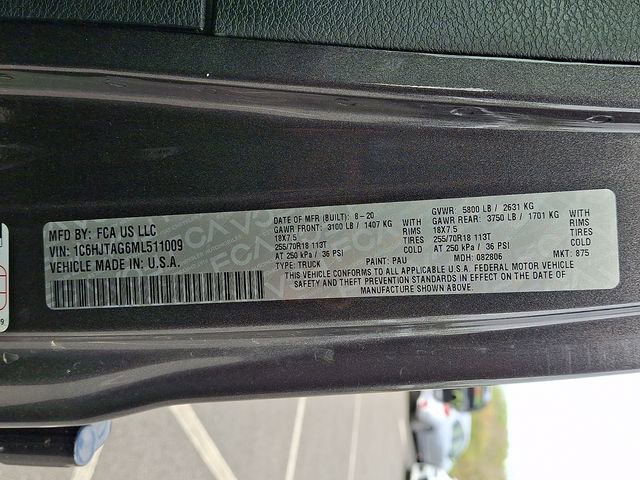 MFD BY: FCA US LLC
VIN: 1C6HJTAG6ML511009
VEHICLE MADE IN: U.S.A.
DATE OF MFR (BUILT): 8-20
GAWR FRONT: 3100 LB / 1407 KG WITH
18X7.5 RIMS
255/70R18 113T TIRES
AT 250 kPa / 36 PSI COLD
TYPE: TRUCK PAINT: PAU
GVWR: 5800 LB / 2631 KG
GAWR REAR: 3750 LB / 1701 KG WITH
18X7.5 RIMS
255/70R18 113T TIRES
AT 250 kPa / 36 PSI COLD
MDH: 082806 MKT: 875
THIS VEHICLE CONFORMS TO ALL APPLICABLE U.S.A. FEDERAL MOTOR VEHICLE
SAFETY AND THEFT PREVENTION STANDARDS IN EFFECT ON THE DATE OF
MANUFACTURE SHOWN ABOVE.